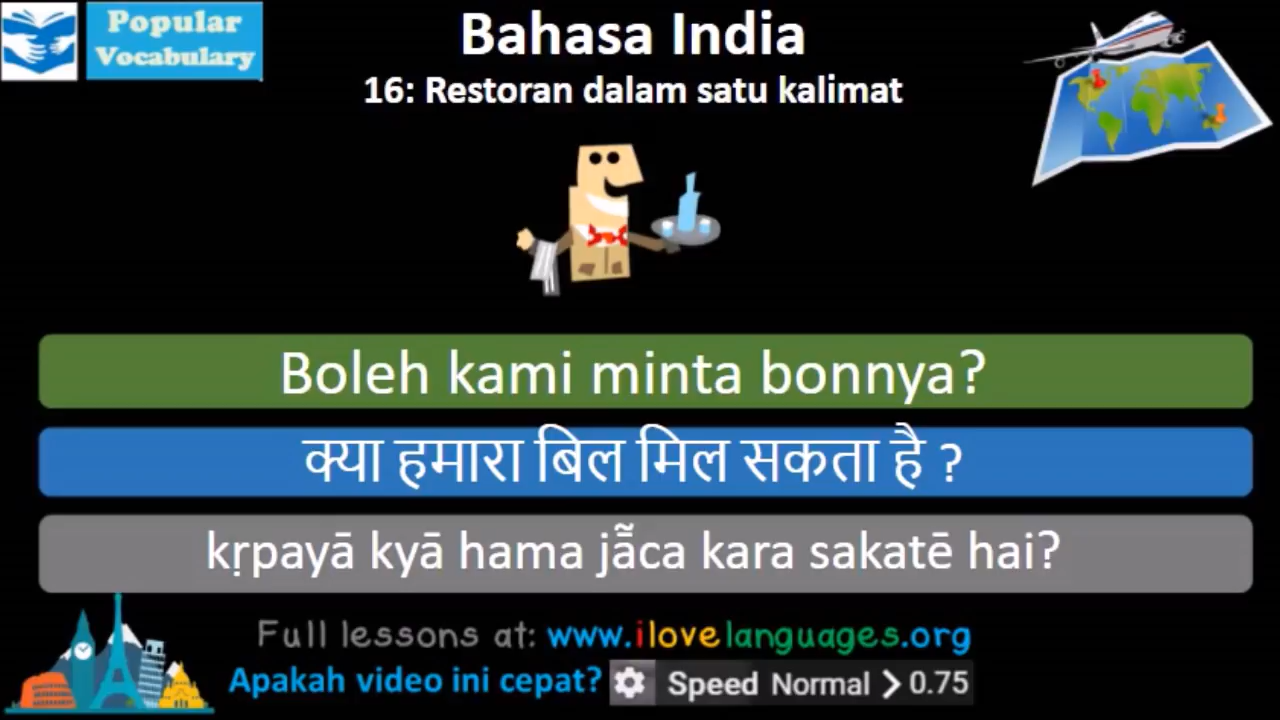 Popular
Vocabulary
Bahasa India
16: Restoran dalam satu kalimat
Boleh kami minta bonnya?
क्या हमारा बिल मिल सकता है ?
kṛpayā kyā hama jām̐ca kara sakatē hai?
Full lessons at: www.ilovelanguages.org
Apakah video ini cepat? Speed Normal > 0.75